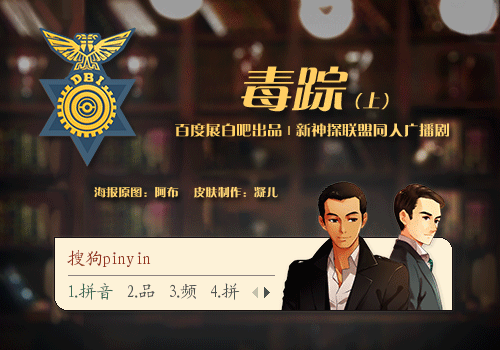 DBI
毒踪（上）
百度展白吧出品 | 新神探联盟同人广播剧
海报原图：阿布 皮肤制作：凝儿
搜狗pinyin
1.拼音 2.品 3.频 4.拼